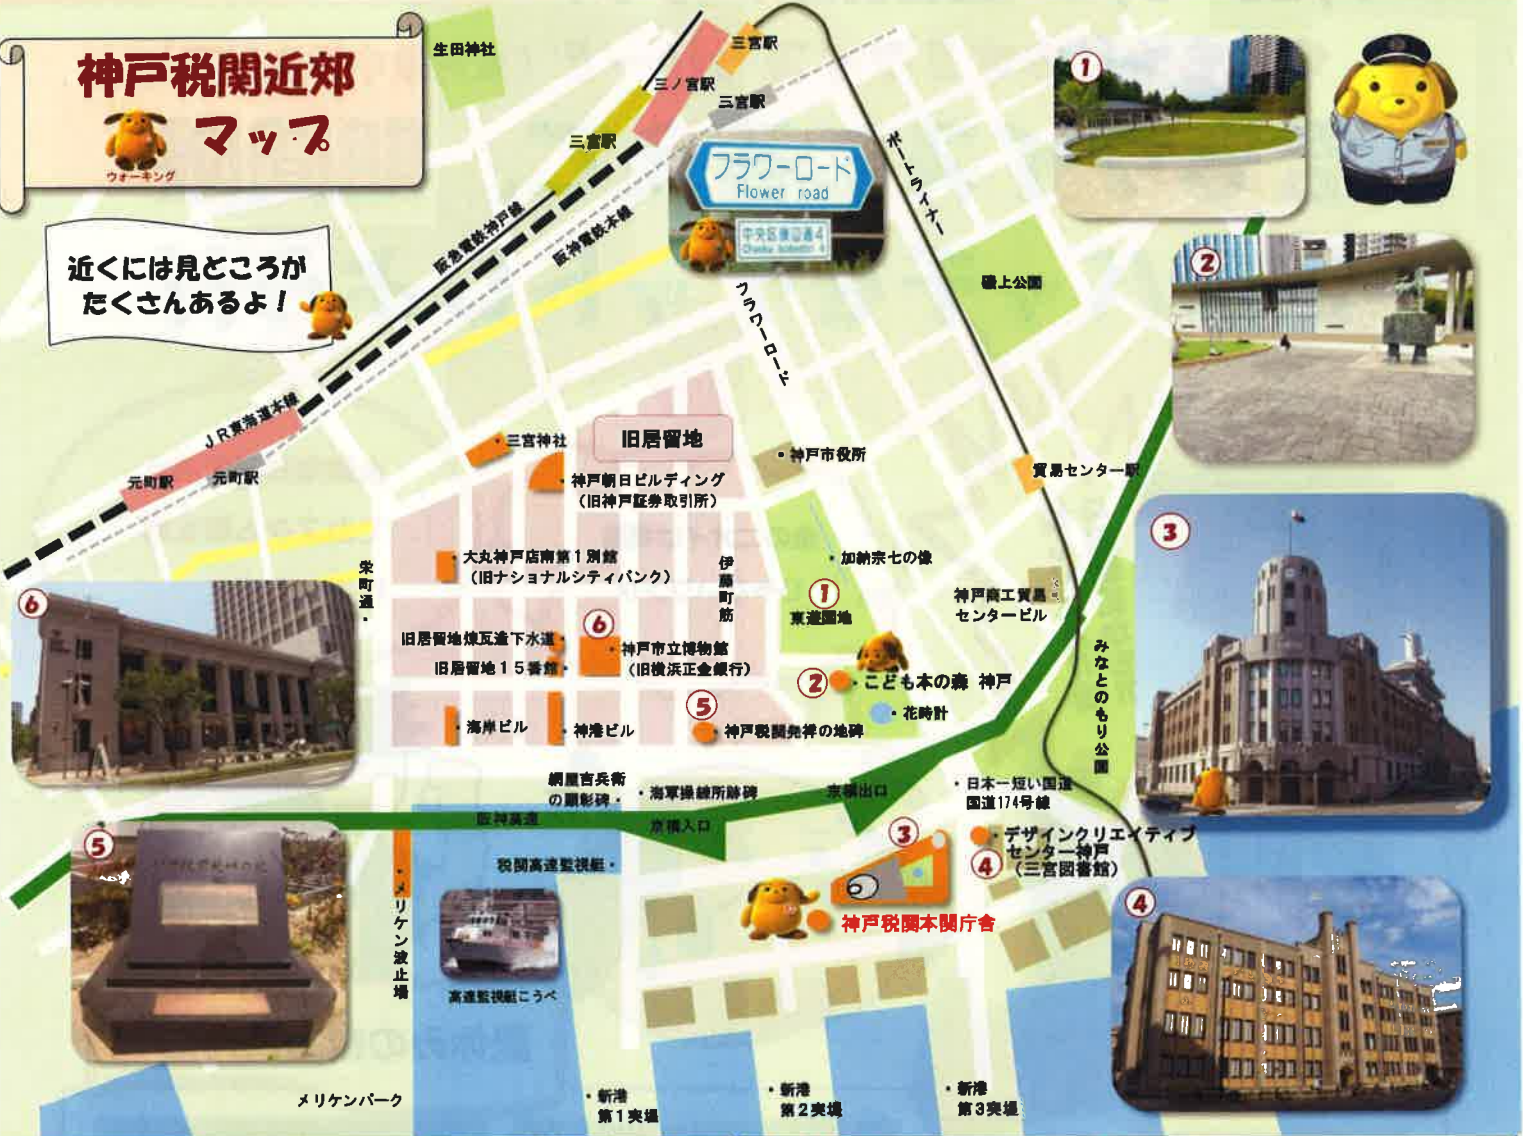 神戸税関近郊
マップ
ウォーキング
近くには見どころが
たくさんあるよ！
生田神社
三宮駅
三ノ宮駅
三宮駅
三宮駅
フラワーロード
Flower road
ポートライナー
阪急電鉄神戸線
阪神電鉄本線
JR東海道本線
元町駅
元町駅
フラワーロード
磯上公園
①
②
③
旧居留地
・三宮神社
・神戸朝日ビルディング
（旧神戸証券取引所）
・神戸市役所
貿易センター駅
・大丸神戸店南第１別館
（旧ナショナルシティバンク）
栄町通・
伊藤町筋
・加納宗七の像
①
東遊園地
神戸商工貿易
センタービル
みなとのもり公園
旧居留地煉瓦造下水道・
旧居留地１５番館・
⑥
・神戸市立博物館
（旧横浜正金銀行）
②
・こども本の森 神戸
・花時計
⑤
・神戸税関発祥の地碑
・海岸ビル
・神港ビル
網屋吉兵衛
の顕彰碑・
・海軍操練所跡碑
京橋出口
・日本一短い国道
国道174号線
阪神高速
京橋入口
税関高速監視艇・
③
④
・デザインクリエイティブ
センター神戸
（三宮図書館）
神戸税関本関庁舎
・メリケン波止場
高速監視艇こうべ
⑥
⑤
④
メリケンパーク
・新港
第１突堤
・新港
第２突堤
・新港
第３突堤